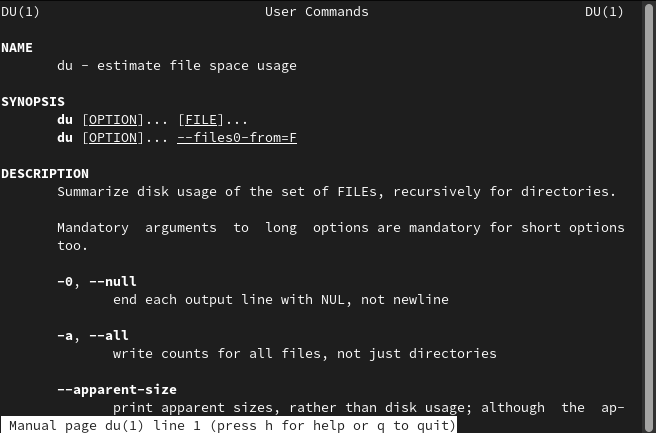 DU(1)                            User Commands                           DU(1)
NAME
       du - estimate file space usage
SYNOPSIS
       du [OPTION]... [FILE]...
       du [OPTION]... --files0-from=F
DESCRIPTION
       Summarize disk usage of the set of FILEs, recursively for directories.
       Mandatory  arguments  to  long  options are mandatory for short options
       too.
       -0, --null
              end each output line with NUL, not newline
       -a, --all
              write counts for all files, not just directories
       --apparent-size
              print apparent sizes, rather than disk usage; although  the  ap-
 Manual page du(1) line 1 (press h for help or q to quit)